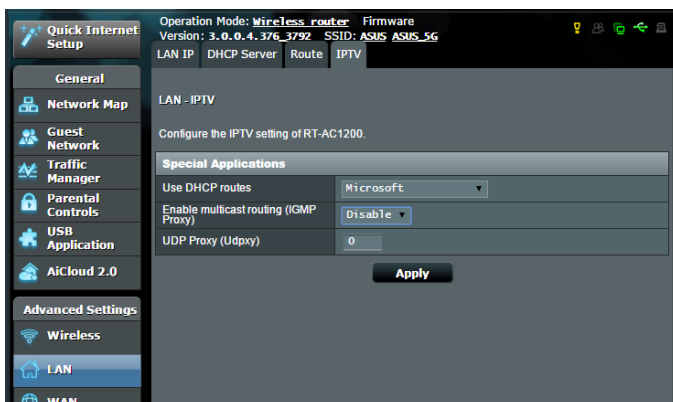 Quick Internet
Setup
Operation Mode: Wireless router Firmware
Version: 3.0.0.4.376_3792 SSID: ASUS ASUS_5G
LAN IP DHCP Server Route IPTV
General
Network Map
Guest
Network
Traffic
Manager
Parental
Controls
USB
Application
AiCloud 2.0
Advanced Settings
Wireless
LAN
WAN
LAN - IPTV
Configure the IPTV setting of RT-AC1200.
Special Applications
Use DHCP routes Microsoft
Enable multicast routing (IGMP
Proxy) Disable
UDP Proxy (Udpxy) 0
Apply